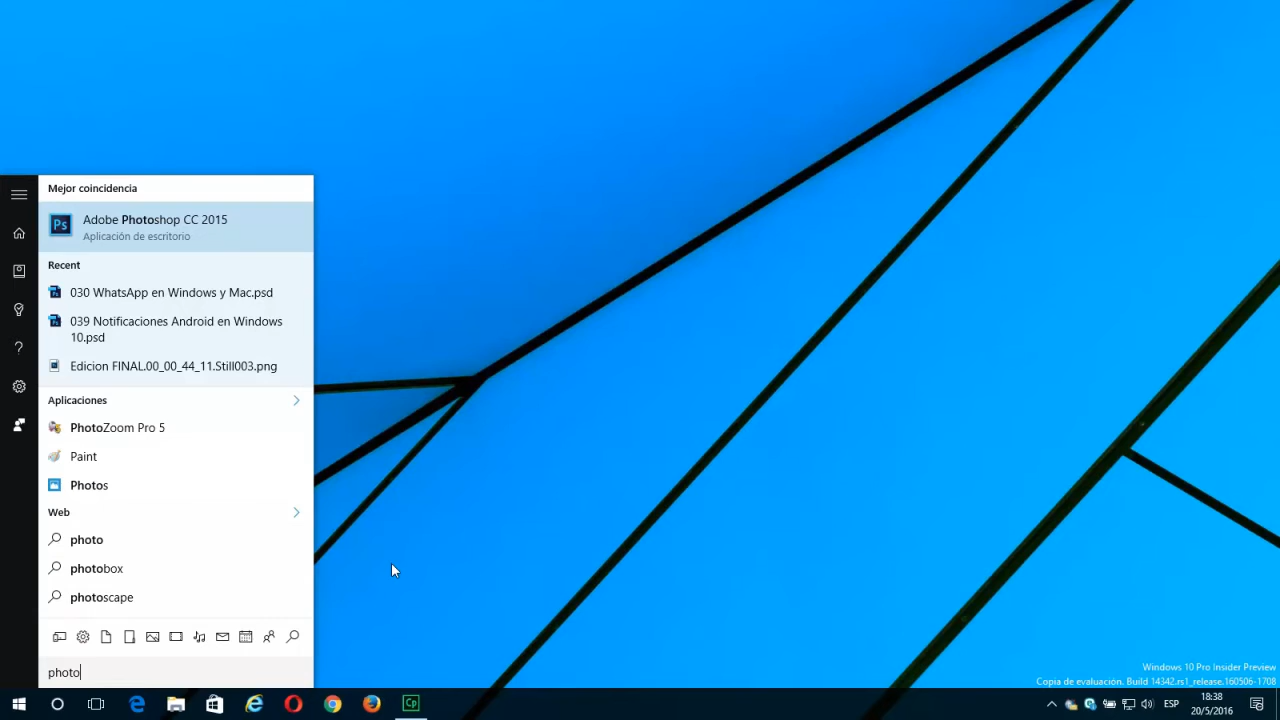 Mejor coincidencia
Ps
Adobe Photoshop CC 2015
Aplicación de escritorio
Recent
030 WhatsApp en Windows y Mac.psd
039 Notificaciones Android en Windows
10.psd
Edicion FINAL.00_00_44_11.Still003.png
Aplicaciones
PhotoZoom Pro 5
Paint
Photos
Web
photo
photobox
photoscape
photo
Windows 10 Pro Insider Preview
Copia de evaluación. Build 14342.rs1_release.160506-1708
Cp
ESP
18:38
20/5/2016